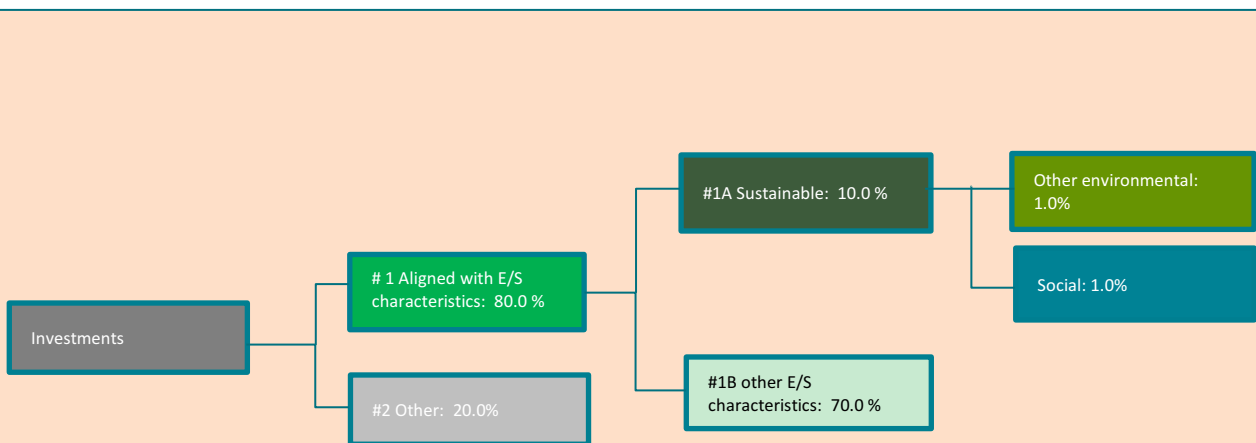 Investments
# 1 Aligned with E/S
characteristics: 80.0 %
#2 Other: 20.0%
#1A Sustainable: 10.0 %
#1B other E/S
characteristics: 70.0 %
Other environmental:
1.0%
Social: 1.0%